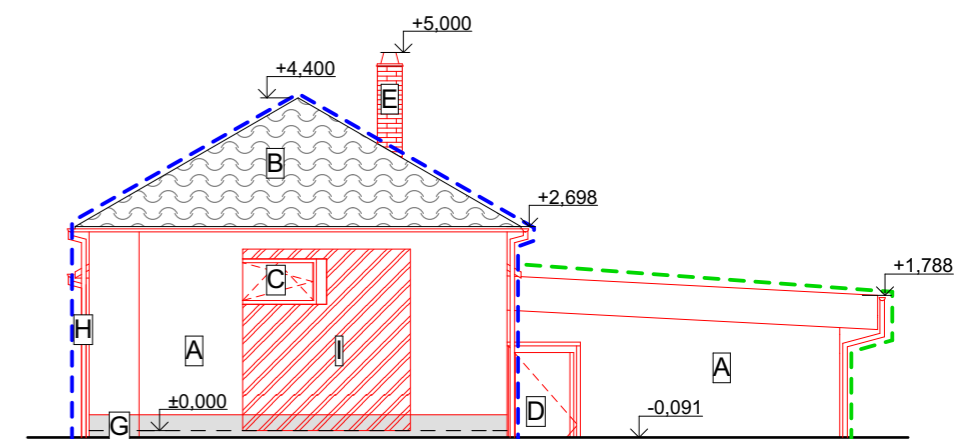 +5,000
+4,400
E
B
+2,698
+1,788
C
H
A
I
A
±0,000
-0,091
G
D